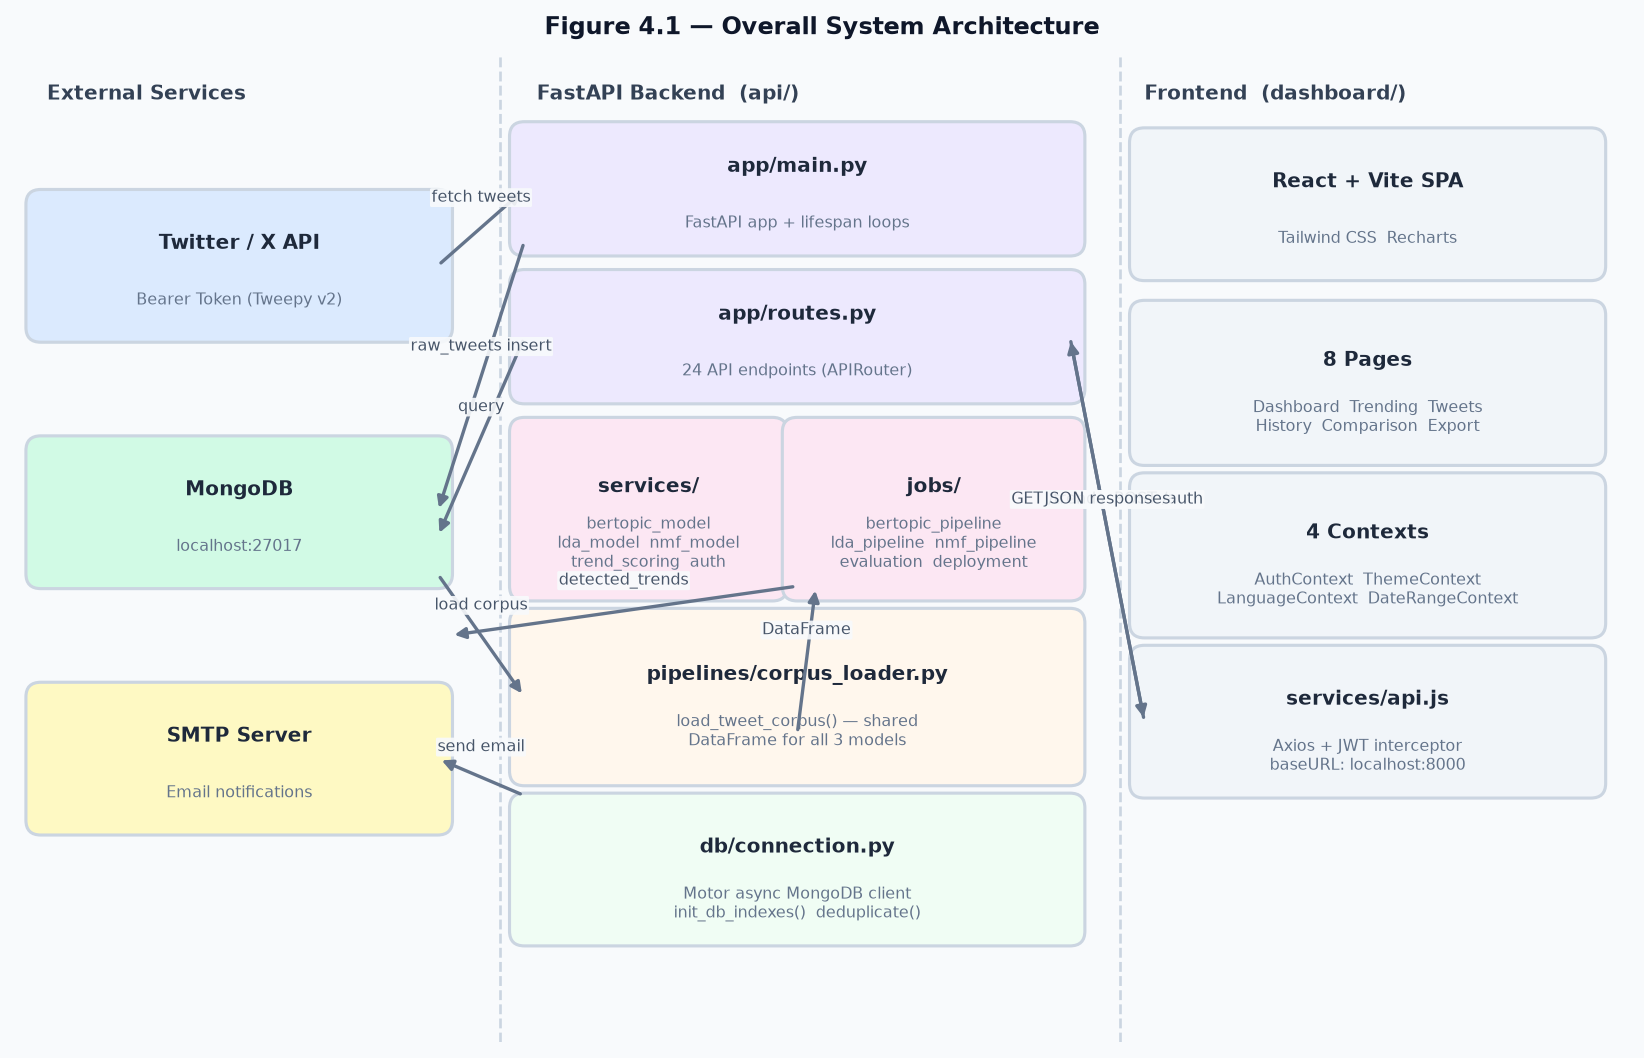 Figure 4.1 — Overall System Architecture
External Services
FastAPI Backend (api/)
Frontend (dashboard/)
Twitter / X API
Bearer Token (Tweepy v2)
MongoDB
localhost:27017
SMTP Server
Email notifications
fetch tweets
raw_tweets insert
query
load corpus
detected_trends
send email
app/main.py
FastAPI app + lifespan loops
app/routes.py
24 API endpoints (APIRouter)
services/
bertopic_model
lda_model nmf_model
trend_scoring auth
jobs/
bertopic_pipeline
lda_pipeline nmf_pipeline
evaluation deployment
DataFrame
pipelines/corpus_loader.py
load_tweet_corpus() — shared
DataFrame for all 3 models
db/connection.py
Motor async MongoDB client
init_db_indexes() deduplicate()
GET
JSON responses
auth
React + Vite SPA
Tailwind CSS Recharts
8 Pages
Dashboard Trending Tweets
History Comparison Export
4 Contexts
AuthContext ThemeContext
LanguageContext DateRangeContext
services/api.js
Axios + JWT interceptor
baseURL: localhost:8000